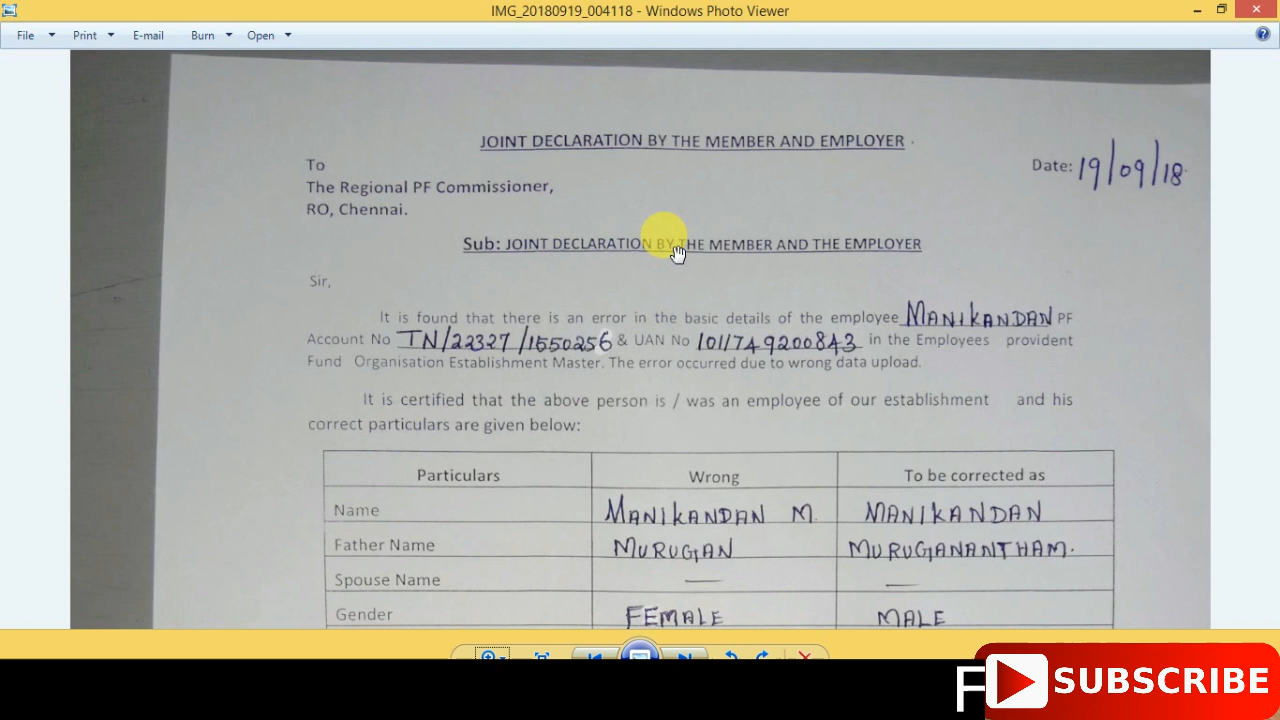 IMG_20180919_004118 - Windows Photo Viewer
File Print E-mail Burn Open
JOINT DECLARATION BY THE MEMBER AND EMPLOYER
Date: 19/09/18
To
The Regional PF Commissioner,
RO, Chennai.
Sub: JOINT DECLARATION BY THE MEMBER AND THE EMPLOYER
Sir,
It is found that there is an error in the basic details of the employee MANIKANDAN PF
Account No TN/22327/1550256 & UAN No 101749200843 in the Employees provident
Fund Organisation Establishment Master. The error occurred due to wrong data upload.
It is certified that the above person is / was an employee of our establishment and his
correct particulars are given below:
Particulars Wrong To be corrected as
Name MANIKANDAN M. MANIKANDAN
Father Name MURUGAN MURUGANANTHAM.
Spouse Name — —
Gender FEMALE MALE
F SUBSCRIBE